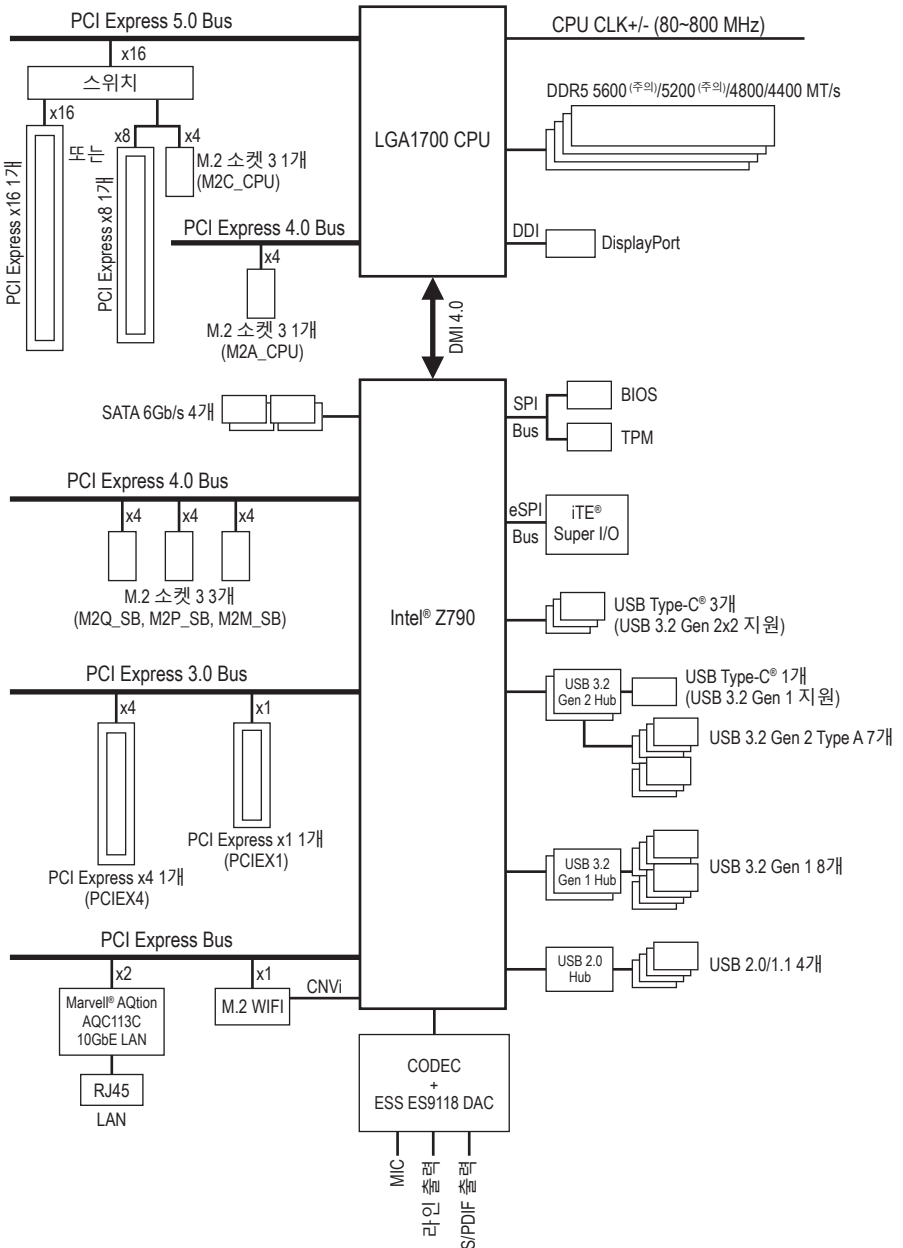 PCI Express 5.0 Bus
CPU CLK+/- (80~800 MHz)
x16
스위치
DDR5 5600 (주의)/5200 (주의)/4800/4400 MT/s
x16
x8
x4
또는
LGA1700 CPU
M.2 소켓 3 1개
(M2C_CPU)
PCI Express x16 1개
PCI Express x8 1개
PCI Express 4.0 Bus
DDI
DisplayPort
x4
M.2 소켓 3 1개
(M2A_CPU)
DMI 4.0
SATA 6Gb/s 4개
SPI
Bus
BIOS
TPM
PCI Express 4.0 Bus
x4
x4
x4
eSPI
Bus
iTE®
Super I/O
M.2 소켓 3 3개
(M2Q_SB, M2P_SB, M2M_SB)
Intel® Z790
USB Type-C® 3개
(USB 3.2 Gen 2x2 지원)
PCI Express 3.0 Bus
USB 3.2
Gen 2 Hub
USB Type-C® 1개
(USB 3.2 Gen 1 지원)
x4
x1
USB 3.2 Gen 2 Type A 7개
PCI Express x1 1개
(PCIEX1)
PCI Express x4 1개
(PCIEX4)
USB 3.2
Gen 1 Hub
USB 3.2 Gen 1 8개
PCI Express Bus
x2
x1
CNVi
USB 2.0
Hub
USB 2.0/1.1 4개
Marvell® AQtion
AQC113C
10GbE LAN
M.2 WIFI
RJ45
LAN
CODEC
+
ESS ES9118 DAC
MIC
라인 출력
S/PDIF 출력